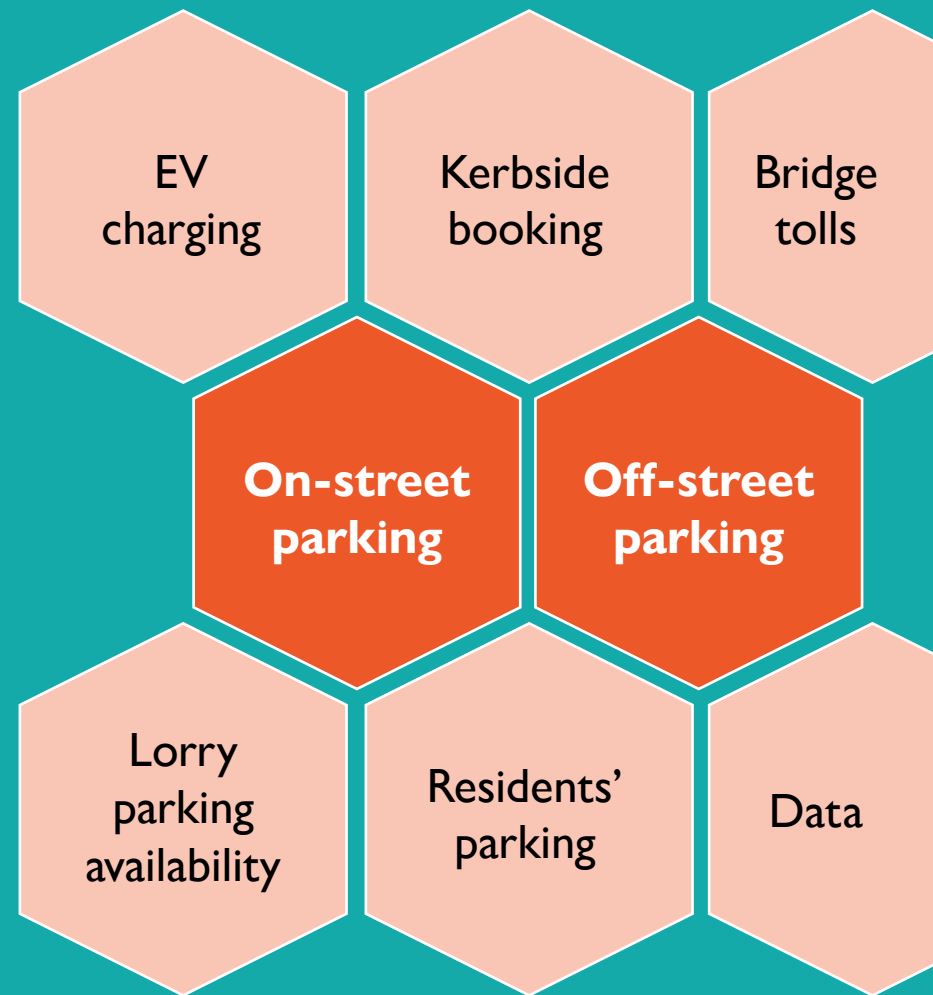 EV
charging
Kerbside
booking
Bridge
tolls
On-street
parking
Off-street
parking
Lorry
parking
availability
Residents’
parking
Data